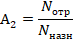 A₂ = Nотр / Nназн